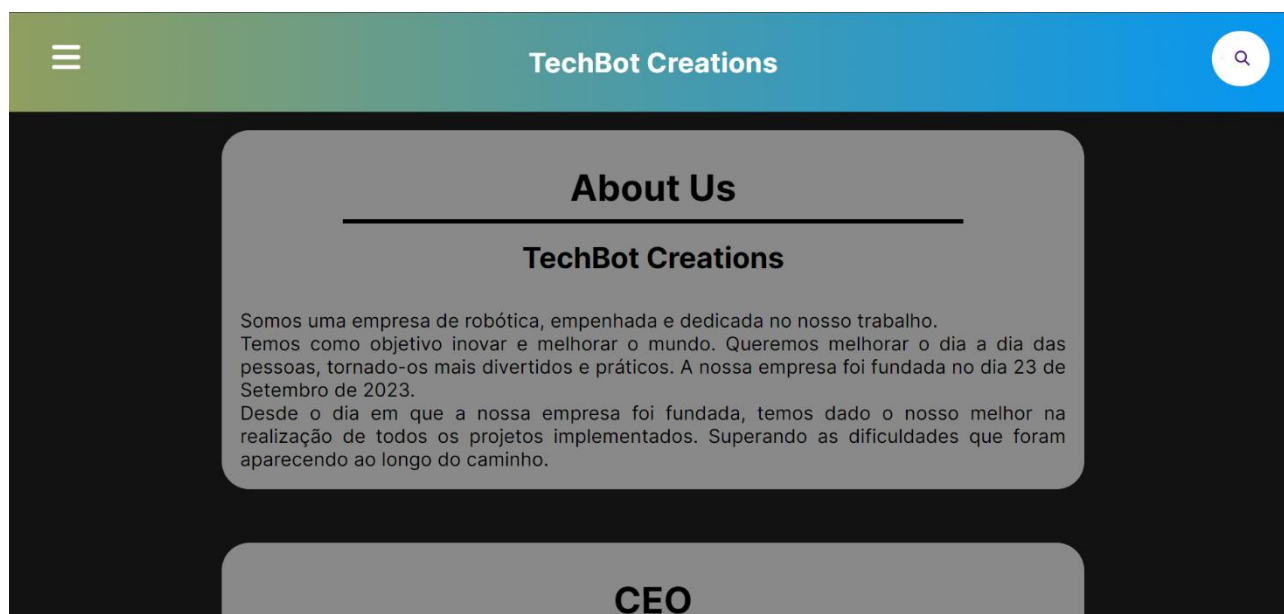 TechBot Creations
About Us
TechBot Creations
Somos uma empresa de robótica, empenhada e dedicada no nosso trabalho.
Temos como objetivo inovar e melhorar o mundo. Queremos melhorar o dia a dia das
pessoas, tornado-os mais divertidos e práticos. A nossa empresa foi fundada no dia 23 de
Setembro de 2023.
Desde o dia em que a nossa empresa foi fundada, temos dado o nosso melhor na
realização de todos os projetos implementados. Superando as dificuldades que foram
aparecendo ao longo do caminho.
CEO